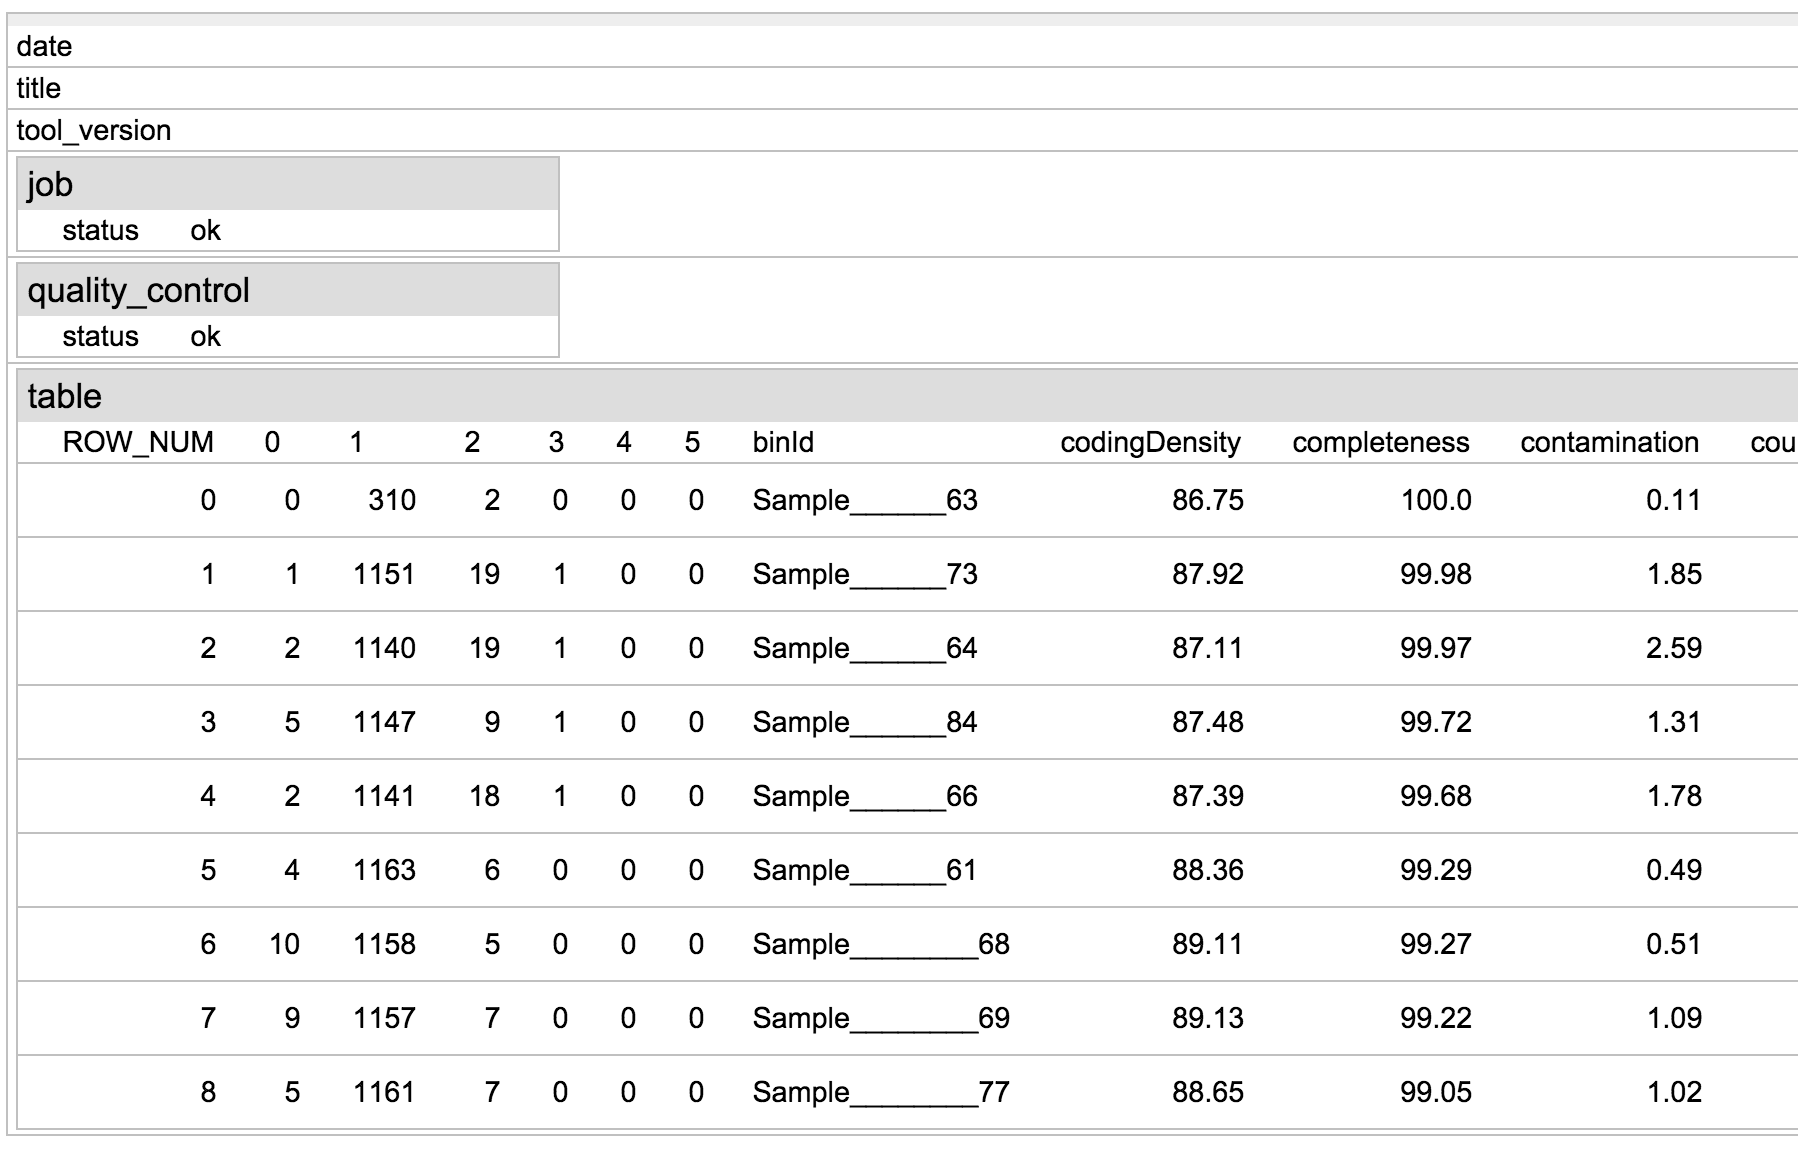 date
title
tool_version
job
status ok
quality_control
status ok
table
ROW_NUM 0 1 2 3 4 5 binId codingDensity completeness contamination cou
0 0 310 2 0 0 0 Sample______63 86.75 100.0 0.11
1 1 1151 19 1 0 0 Sample______73 87.92 99.98 1.85
2 2 1140 19 1 0 0 Sample______64 87.11 99.97 2.59
3 5 1147 9 1 0 0 Sample______84 87.48 99.72 1.31
4 2 1141 18 1 0 0 Sample______66 87.39 99.68 1.78
5 4 1163 6 0 0 0 Sample______61 88.36 99.29 0.49
6 10 1158 5 0 0 0 Sample________68 89.11 99.27 0.51
7 9 1157 7 0 0 0 Sample________69 89.13 99.22 1.09
8 5 1161 7 0 0 0 Sample________77 88.65 99.05 1.02